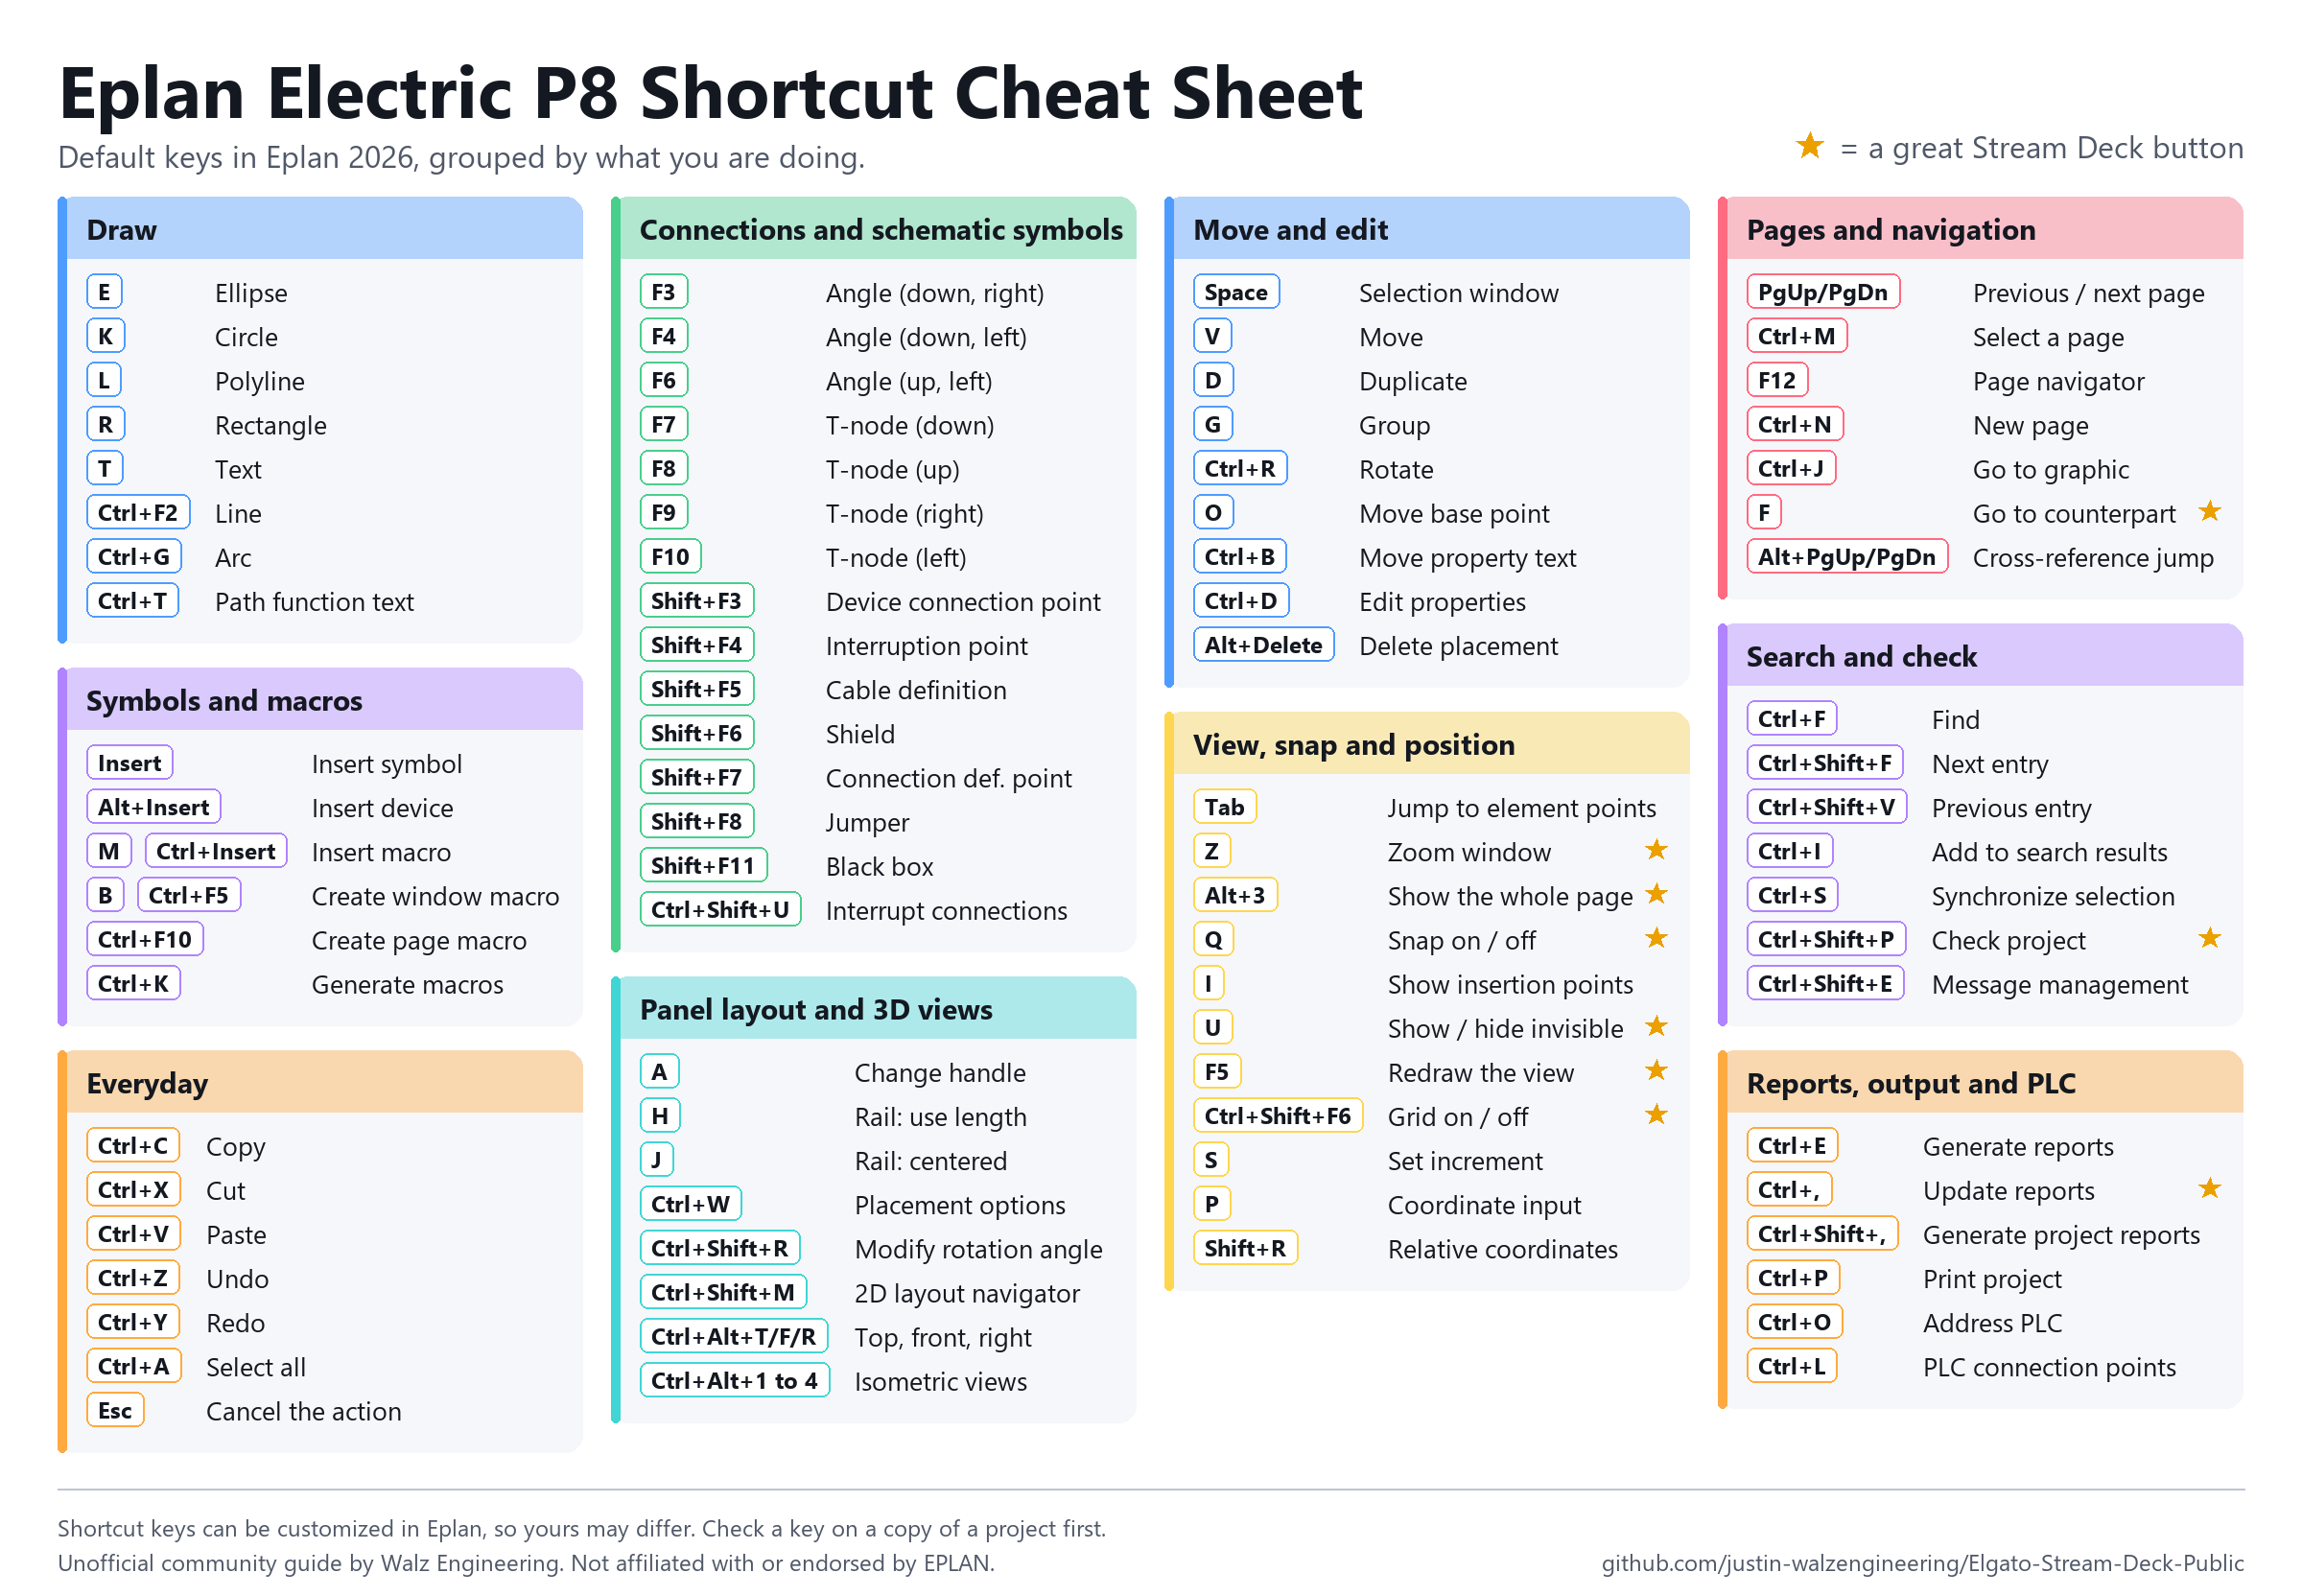 Eplan Electric P8 Shortcut Cheat Sheet
Default keys in Eplan 2026, grouped by what you are doing.
★ = a great Stream Deck button
Draw
E Ellipse
K Circle
L Polyline
R Rectangle
T Text
Ctrl+F2 Line
Ctrl+G Arc
Ctrl+T Path function text
Symbols and macros
Insert Insert symbol
Alt+Insert Insert device
M Ctrl+Insert Insert macro
B Ctrl+F5 Create window macro
Ctrl+F10 Create page macro
Ctrl+K Generate macros
Everyday
Ctrl+C Copy
Ctrl+X Cut
Ctrl+V Paste
Ctrl+Z Undo
Ctrl+Y Redo
Ctrl+A Select all
Esc Cancel the action
Connections and schematic symbols
F3 Angle (down, right)
F4 Angle (down, left)
F6 Angle (up, left)
F7 T-node (down)
F8 T-node (up)
F9 T-node (right)
F10 T-node (left)
Shift+F3 Device connection point
Shift+F4 Interruption point
Shift+F5 Cable definition
Shift+F6 Shield
Shift+F7 Connection def. point
Shift+F8 Jumper
Shift+F11 Black box
Ctrl+Shift+U Interrupt connections
Panel layout and 3D views
A Change handle
H Rail: use length
J Rail: centered
Ctrl+W Placement options
Ctrl+Shift+R Modify rotation angle
Ctrl+Shift+M 2D layout navigator
Ctrl+Alt+T/F/R Top, front, right
Ctrl+Alt+1 to 4 Isometric views
Move and edit
Space Selection window
V Move
D Duplicate
G Group
Ctrl+R Rotate
O Move base point
Ctrl+B Move property text
Ctrl+D Edit properties
Alt+Delete Delete placement
View, snap and position
Tab Jump to element points
Z Zoom window ★
Alt+3 Show the whole page ★
Q Snap on / off ★
I Show insertion points
U Show / hide invisible ★
F5 Redraw the view ★
Ctrl+Shift+F6 Grid on / off ★
S Set increment
P Coordinate input
Shift+R Relative coordinates
Pages and navigation
PgUp/PgDn Previous / next page
Ctrl+M Select a page
F12 Page navigator
Ctrl+N New page
Ctrl+J Go to graphic
F Go to counterpart ★
Alt+PgUp/PgDn Cross-reference jump
Search and check
Ctrl+F Find
Ctrl+Shift+F Next entry
Ctrl+Shift+V Previous entry
Ctrl+I Add to search results
Ctrl+S Synchronize selection
Ctrl+Shift+P Check project ★
Ctrl+Shift+E Message management
Reports, output and PLC
Ctrl+E Generate reports
Ctrl+, Update reports ★
Ctrl+Shift+, Generate project reports
Ctrl+P Print project
Ctrl+O Address PLC
Ctrl+L PLC connection points
Shortcut keys can be customized in Eplan, so yours may differ. Check a key on a copy of a project first.
Unofficial community guide by Walz Engineering. Not affiliated with or endorsed by EPLAN.
github.com/justin-walzengineering/Elgato-Stream-Deck-Public